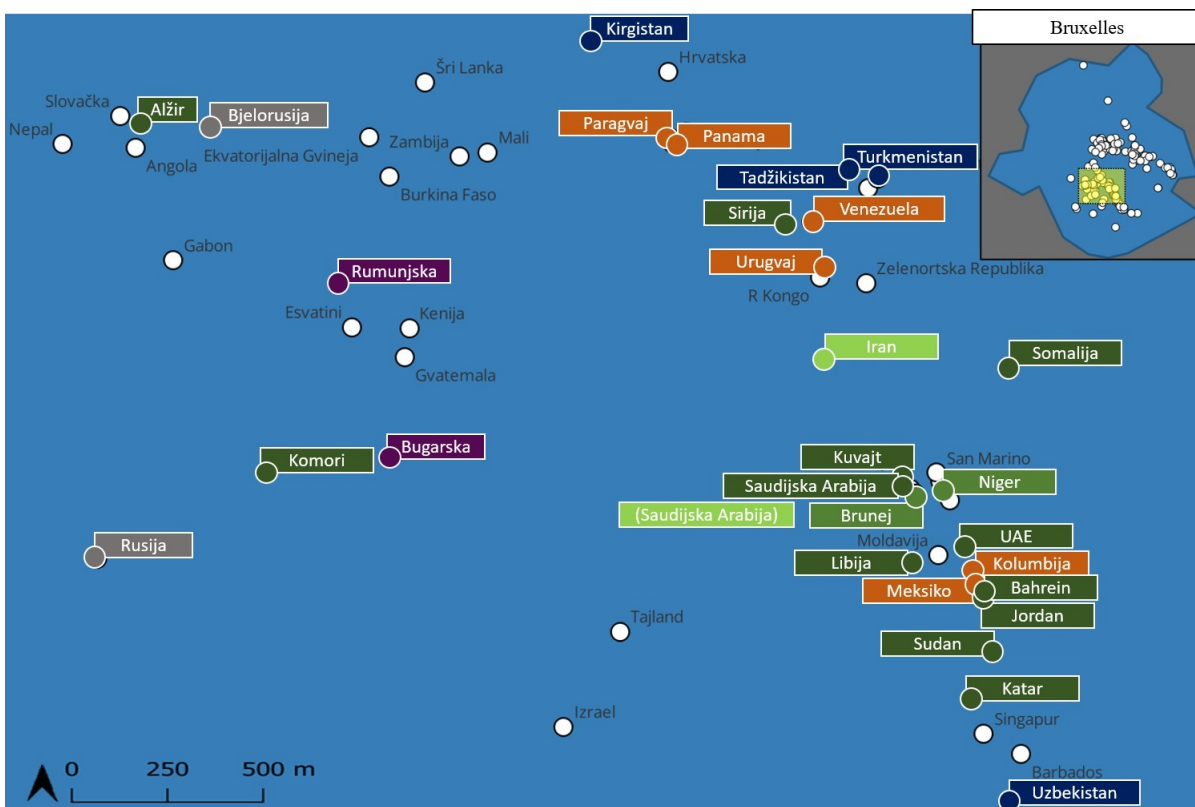 Bruxelles
Kirgistan
Hrvatska
Šri Lanka
Slovačka
Alžir
Bjelorusija
Nepal
Angola
Ekvatorijalna Gvineja
Zambija
Mali
Burkina Faso
Paragvaj
Panama
Turkmenistan
Tadžikistan
Sirija
Venezuela
Gabon
Rumunjska
Urugvaj
Zelenortska Republika
R Kongo
Esvatini
Kenija
Gvatemala
Iran
Somalija
Komori
Bugarska
Kuvajt
San Marino
Saudijska Arabija
Niger
(Saudijska Arabija)
Brunej
UAE
Moldavija
Rusija
Libija
Kolumbija
Meksiko
Bahrein
Jordan
Tajland
Sudan
Katar
Izrael
Singapur
Barbados
Uzbekistan
0 250 500 m